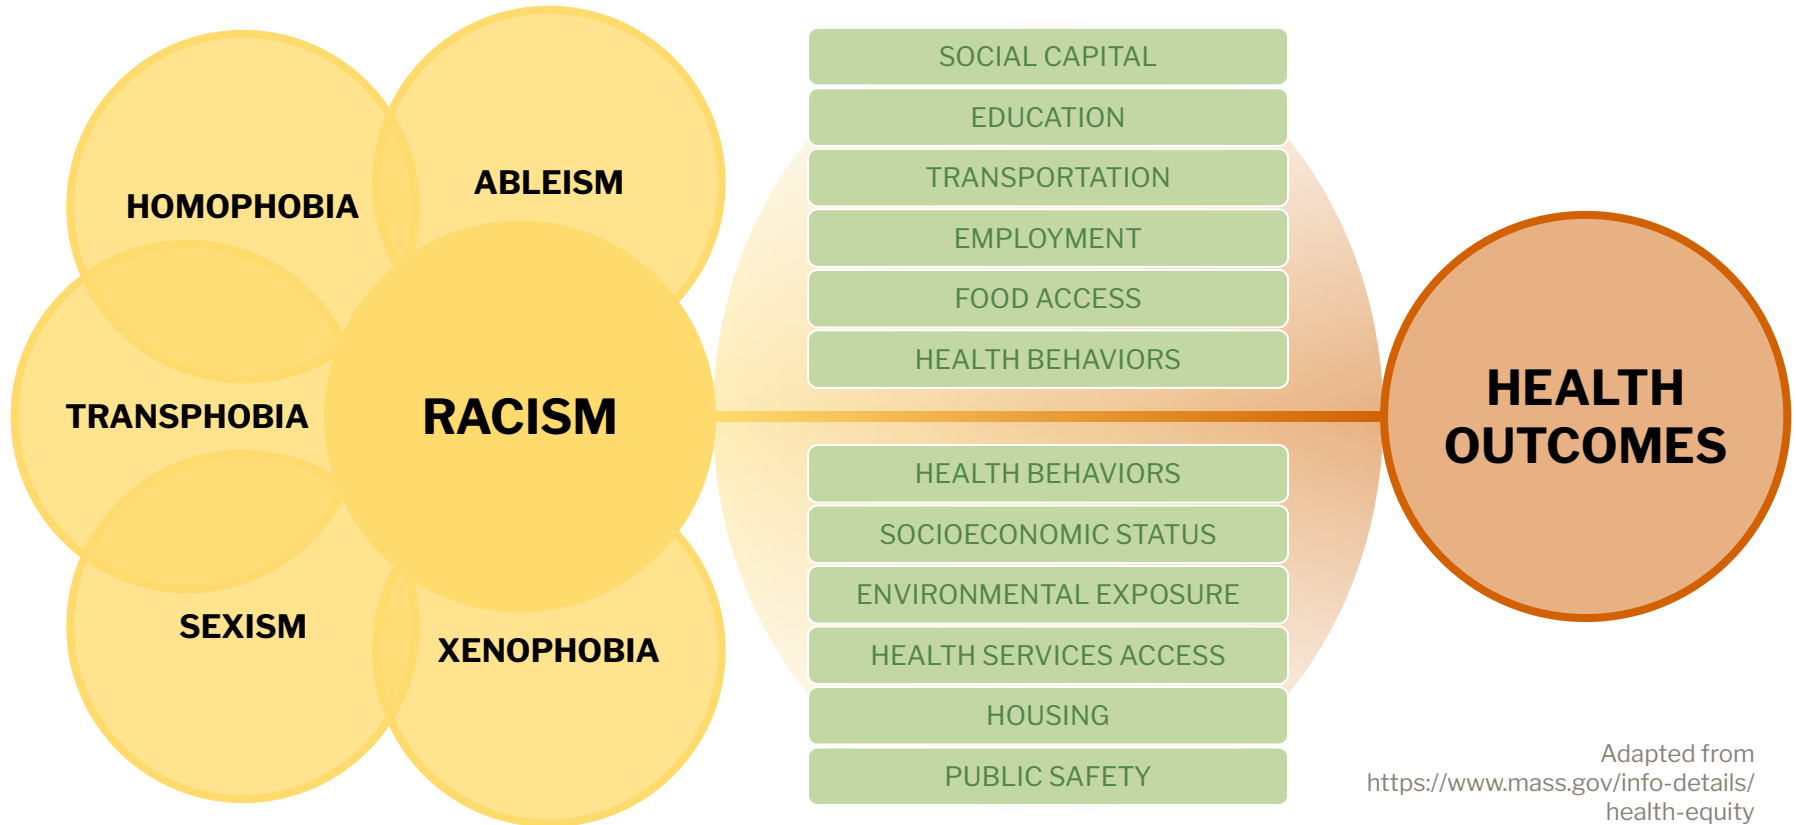 HOMOPHOBIA
ABLEISM
TRANSPHOBIA
RACISM
SEXISM
XENOPHOBIA
SOCIAL CAPITAL
EDUCATION
TRANSPORTATION
EMPLOYMENT
FOOD ACCESS
HEALTH BEHAVIORS
HEALTH BEHAVIORS
SOCIOECONOMIC STATUS
ENVIRONMENTAL EXPOSURE
HEALTH SERVICES ACCESS
HOUSING
PUBLIC SAFETY
HEALTH
OUTCOMES
Adapted from
https://www.mass.gov/info-details/
health-equity